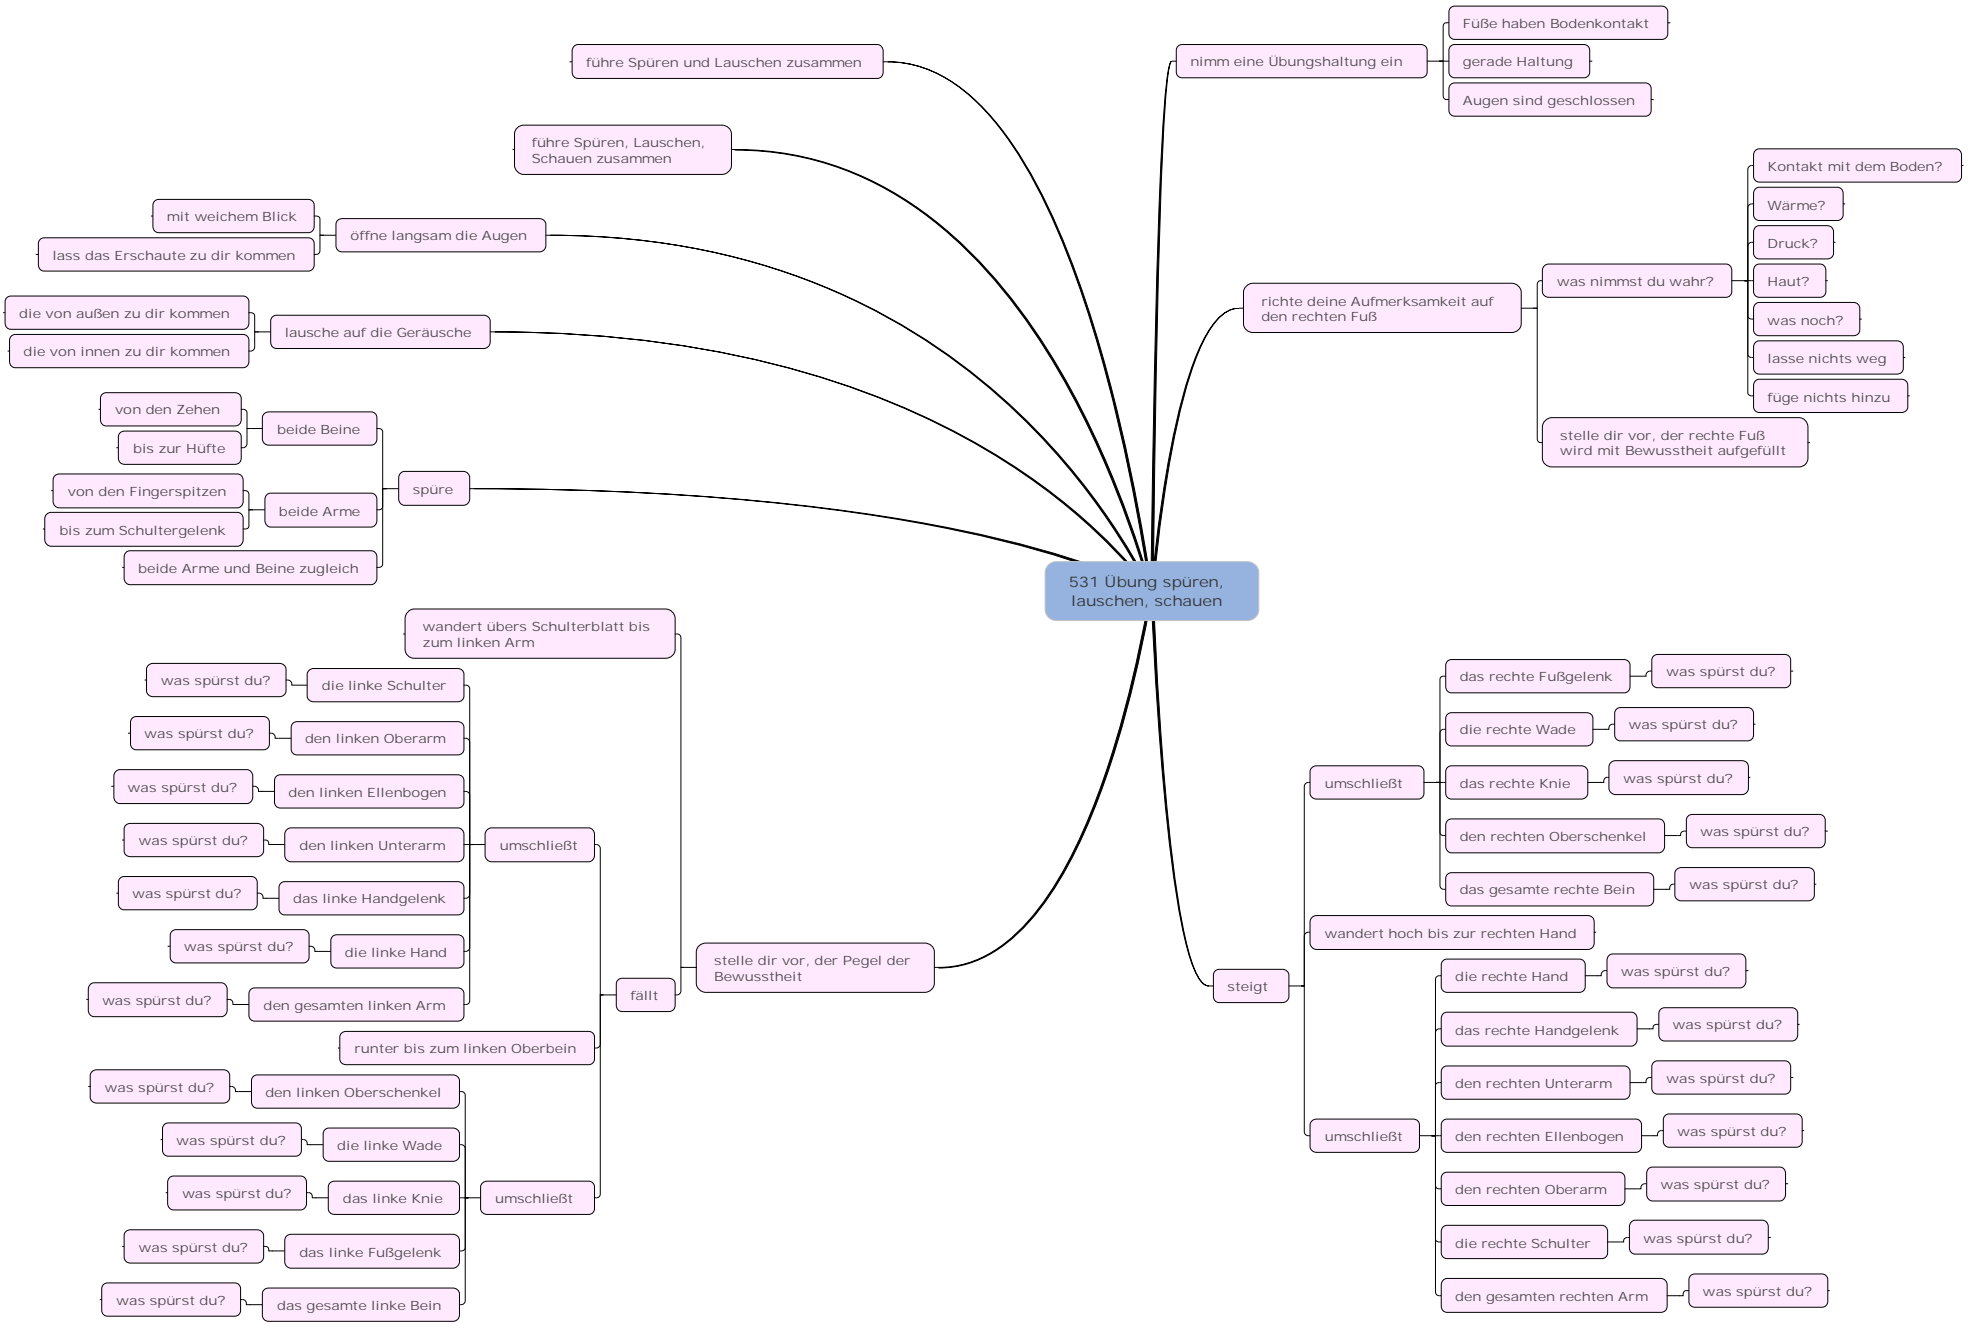 531 Übung spüren,
lauschen, schauen
nimm eine Übungshaltung ein
Füße haben Bodenkontakt
gerade Haltung
Augen sind geschlossen
richte deine Aufmerksamkeit auf
den rechten Fuß
was nimmst du wahr?
Kontakt mit dem Boden?
Wärme?
Druck?
Haut?
was noch?
lasse nichts weg
füge nichts hinzu
stelle dir vor, der rechte Fuß
wird mit Bewusstheit aufgefüllt
steigt
umschließt
das rechte Fußgelenk
was spürst du?
die rechte Wade
was spürst du?
das rechte Knie
was spürst du?
den rechten Oberschenkel
was spürst du?
das gesamte rechte Bein
was spürst du?
wandert hoch bis zur rechten Hand
umschließt
die rechte Hand
was spürst du?
das rechte Handgelenk
was spürst du?
den rechten Unterarm
was spürst du?
den rechten Ellenbogen
was spürst du?
den rechten Oberarm
was spürst du?
die rechte Schulter
was spürst du?
den gesamten rechten Arm
was spürst du?
stelle dir vor, der Pegel der
Bewusstheit
wandert übers Schulterblatt bis
zum linken Arm
fällt
umschließt
die linke Schulter
was spürst du?
den linken Oberarm
was spürst du?
den linken Ellenbogen
was spürst du?
den linken Unterarm
was spürst du?
das linke Handgelenk
was spürst du?
die linke Hand
was spürst du?
den gesamten linken Arm
was spürst du?
runter bis zum linken Oberbein
umschließt
den linken Oberschenkel
was spürst du?
die linke Wade
was spürst du?
das linke Knie
was spürst du?
das linke Fußgelenk
was spürst du?
das gesamte linke Bein
was spürst du?
spüre
beide Beine
von den Zehen
bis zur Hüfte
beide Arme
von den Fingerspitzen
bis zum Schultergelenk
beide Arme und Beine zugleich
lausche auf die Geräusche
die von außen zu dir kommen
die von innen zu dir kommen
öffne langsam die Augen
mit weichem Blick
lass das Erschaute zu dir kommen
führe Spüren, Lauschen,
Schauen zusammen
führe Spüren und Lauschen zusammen